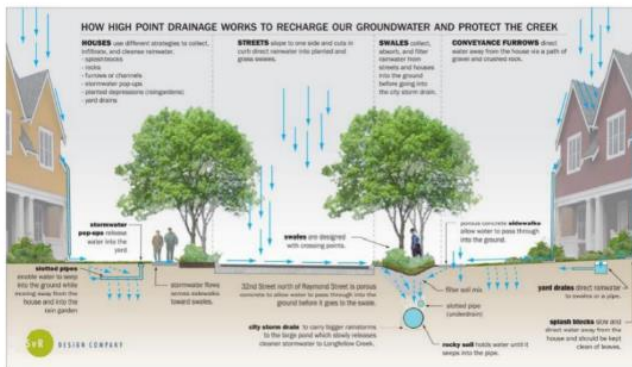 HOW HIGH POINT DRAINAGE WORKS TO RECHARGE OUR GROUNDWATER AND PROTECT THE CREEK
HOUSES use different strategies to collect,
infiltrate, and cleanse rainwater.
- splashblocks
- rocks
- furrows or channels
- stormwater pop-ups
- planted depressions (raingardens)
- yard drains
STREETS slope to one side and cuts in
curb direct rainwater into planted and
grass swales.
SWALES collect,
absorb, and filter
rainwater from
streets and houses
into the ground
before going into
the city storm drain.
CONVEYANCE FURROWS direct
water away from the house via a path of
gravel and crushed rock.
stormwater
pop-ups release
water into the
yard
slotted pipes
enable water to seep
into the ground while
moving away from the
house and into the
rain garden
stormwater flows
across sidewalks
toward swales.
swales are designed
with crossing points.
32nd Street north of Raymond Street is porous
concrete to allow water to pass through into the
ground before it goes to the swale.
city storm drain to carry bigger rainstorms
to the large pond which slowly releases
cleaner stormwater to Longfellow Creek.
porous concrete sidewalks
allow water to pass through
into the ground.
filter soil mix
slotted pipe
(underdrain)
rocky soil holds water until it
seeps into the pipe.
yard drains direct rainwater
to swales or a pipe.
splash blocks slow and
direct water away from the
house and should be kept
clean of leaves.
SvR DESIGN COMPANY